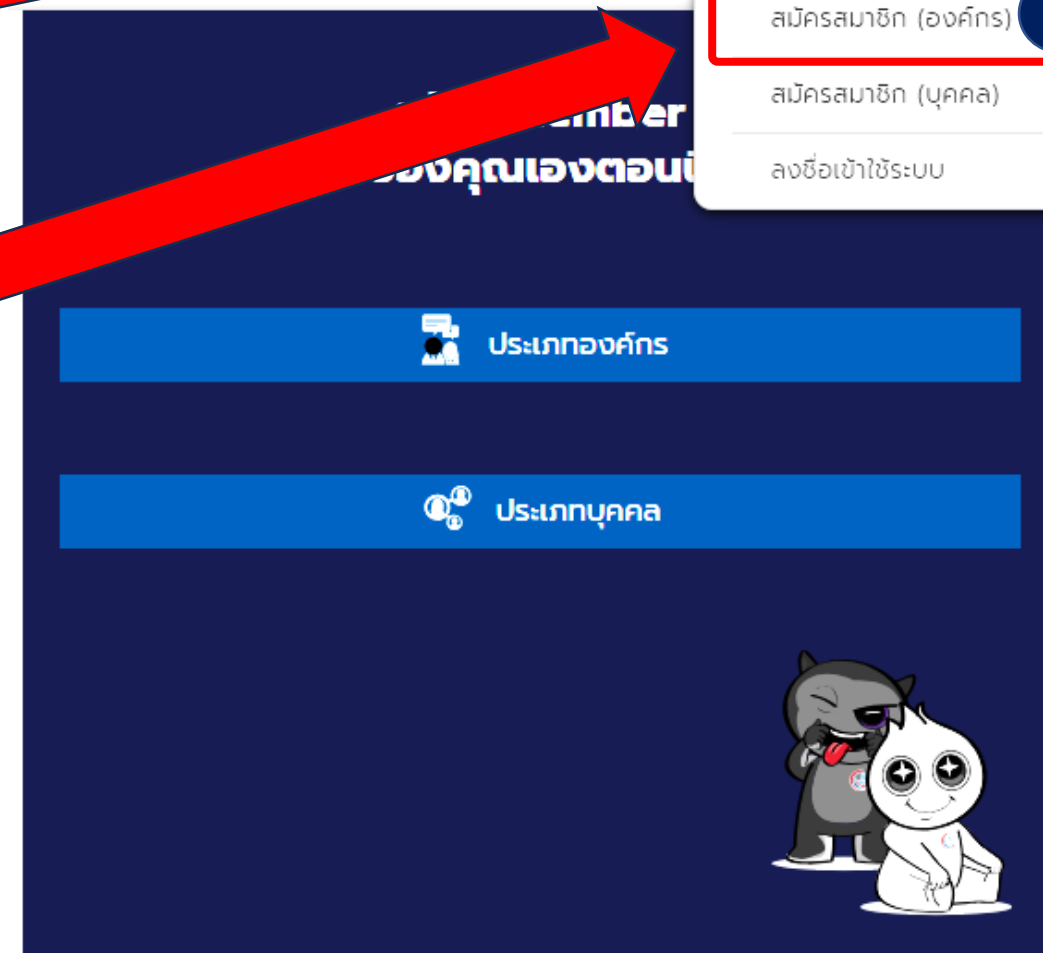 สมัครสมาชิก (องค์กร)
สมัครสมาชิก (บุคคล)
ลงชื่อเข้าใช้ระบบ
ประเภทองค์กร
ประเภทบุคคล